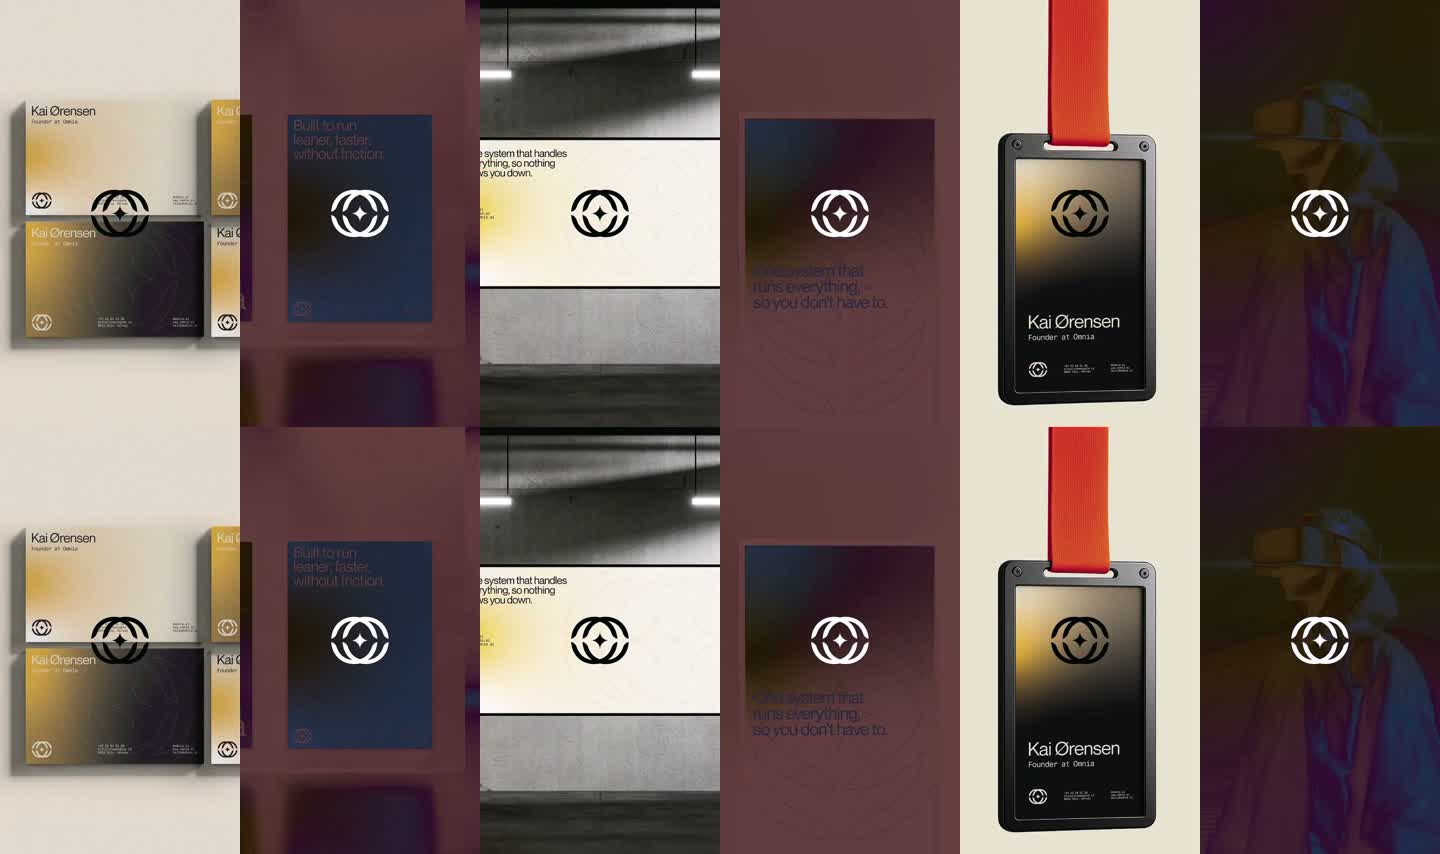 Kai Ørensen
Founder at Omnia
Kai Ø
Kai Ørensen
Founder at Omnia
Kai Ø
Built to run
leaner, faster,
without friction.
e system that handles
rything, so nothing
ws you down.
One system that
runs everything,
so you don't have to.
Kai Ørensen
Founder at Omnia
Kai Ørensen
Founder at Omnia
Kai Ø
Kai Ørensen
Founder at Omnia
Kai Ø
Built to run
leaner, faster,
without friction.
e system that handles
rything, so nothing
ws you down.
One system that
runs everything,
so you don't have to.
Kai Ørensen
Founder at Omnia